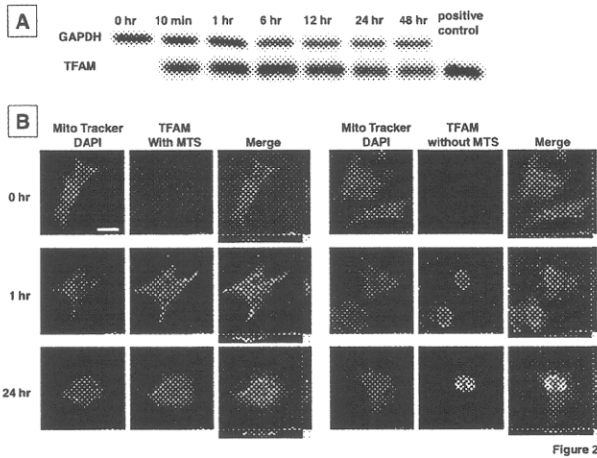 A
0 hr 10 min 1 hr 6 hr 12 hr 24 hr 48 hr positive control
GAPDH
TFAM
B
Mito Tracker DAPI TFAM With MTS Merge Mito Tracker DAPI TFAM without MTS Merge
0 hr
1 hr
24 hr
Figure 2